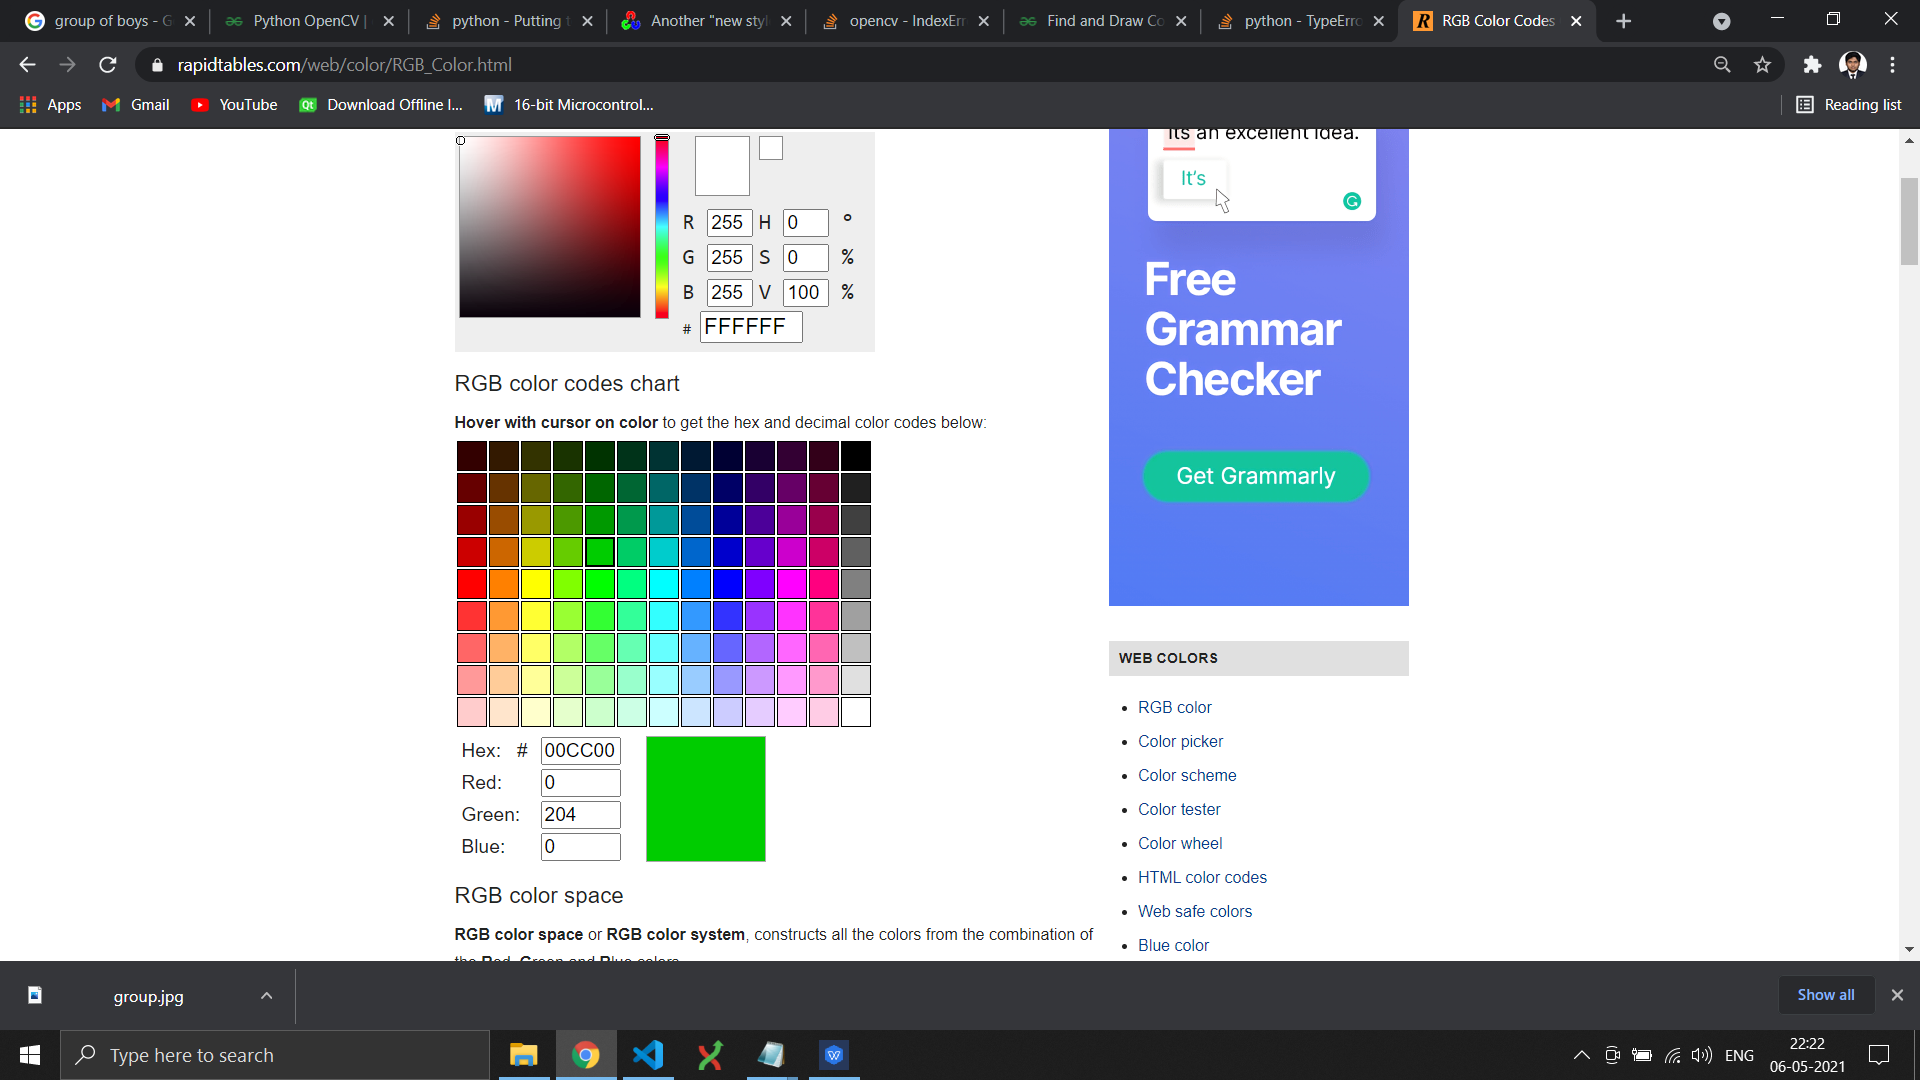 group of boys - G
Python OpenCV |
python - Putting t
Another "new styl
opencv - IndexErr
Find and Draw Co
python - TypeErro
RGB Color Codes
rapidtables.com/web/color/RGB_Color.html
Apps
Gmail
YouTube
Download Offline I...
16-bit Microcontrol...
Reading list
R 255 H 0 °
G 255 S 0 %
B 255 V 100 %
# FFFFFF
RGB color codes chart
Hover with cursor on color to get the hex and decimal color codes below:
Hex: # 00CC00
Red: 0
Green: 204
Blue: 0
RGB color space
RGB color space or RGB color system, constructs all the colors from the combination of
the Red, Green and Blue colors.
Its an excellent idea.
It's
Free
Grammar
Checker
Get Grammarly
WEB COLORS
• RGB color
• Color picker
• Color scheme
• Color tester
• Color wheel
• HTML color codes
• Web safe colors
• Blue color
group.jpg
Show all
Type here to search
ENG
22:22
06-05-2021